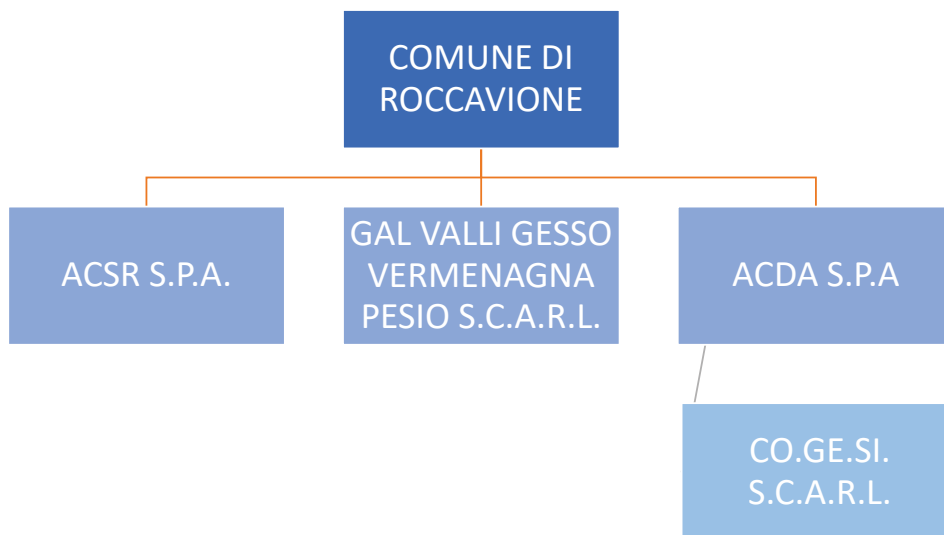 COMUNE DI
ROCCAVIONE
ACSR S.P.A.
GAL VALLI GESSO
VERMENAGNA
PESIO S.C.A.R.L.
ACDA S.P.A
CO.GE.SI.
S.C.A.R.L.